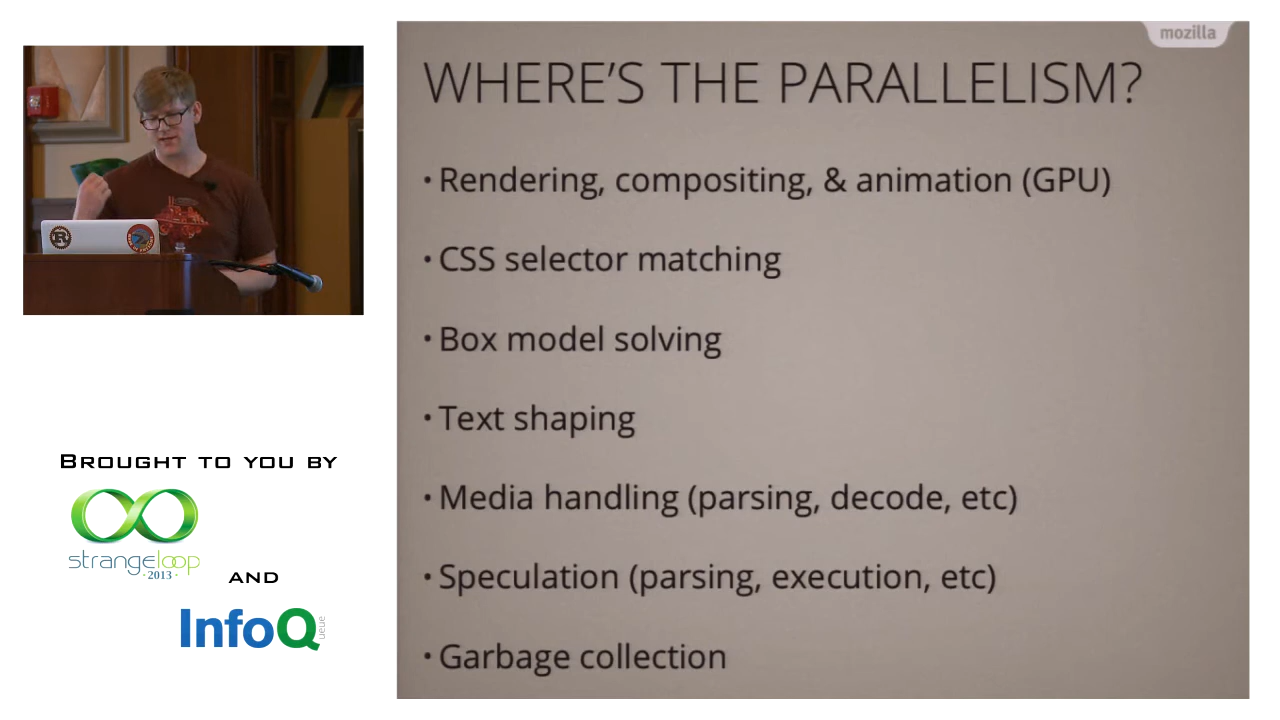 mozilla
WHERE'S THE PARALLELISM?
• Rendering, compositing, & animation (GPU)
• CSS selector matching
• Box model solving
• Text shaping
• Media handling (parsing, decode, etc)
• Speculation (parsing, execution, etc)
• Garbage collection
R
BROUGHT TO YOU BY
strangeloop
·2013·
AND
InfoQ
ueue